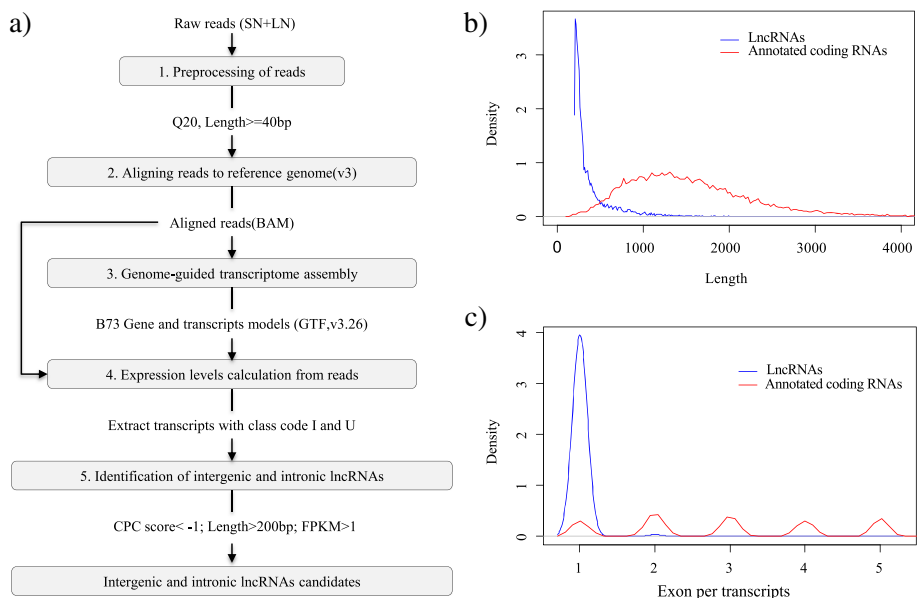 a)
Raw reads (SN+LN)
1. Preprocessing of reads
Q20, Length>=40bp
2. Aligning reads to reference genome(v3)
Aligned reads(BAM)
3. Genome-guided transcriptome assembly
B73 Gene and transcripts models (GTF,v3.26)
4. Expression levels calculation from reads
Extract transcripts with class code I and U
5. Identification of intergenic and intronic lncRNAs
CPC score< -1; Length>200bp; FPKM>1
Intergenic and intronic lncRNAs candidates
b)
LncRNAs
Annotated coding RNAs
Density
3
2
1
0
0 1000 2000 3000 4000
Length
c)
LncRNAs
Annotated coding RNAs
Density
4
3
2
1
0
1 2 3 4 5
Exon per transcripts